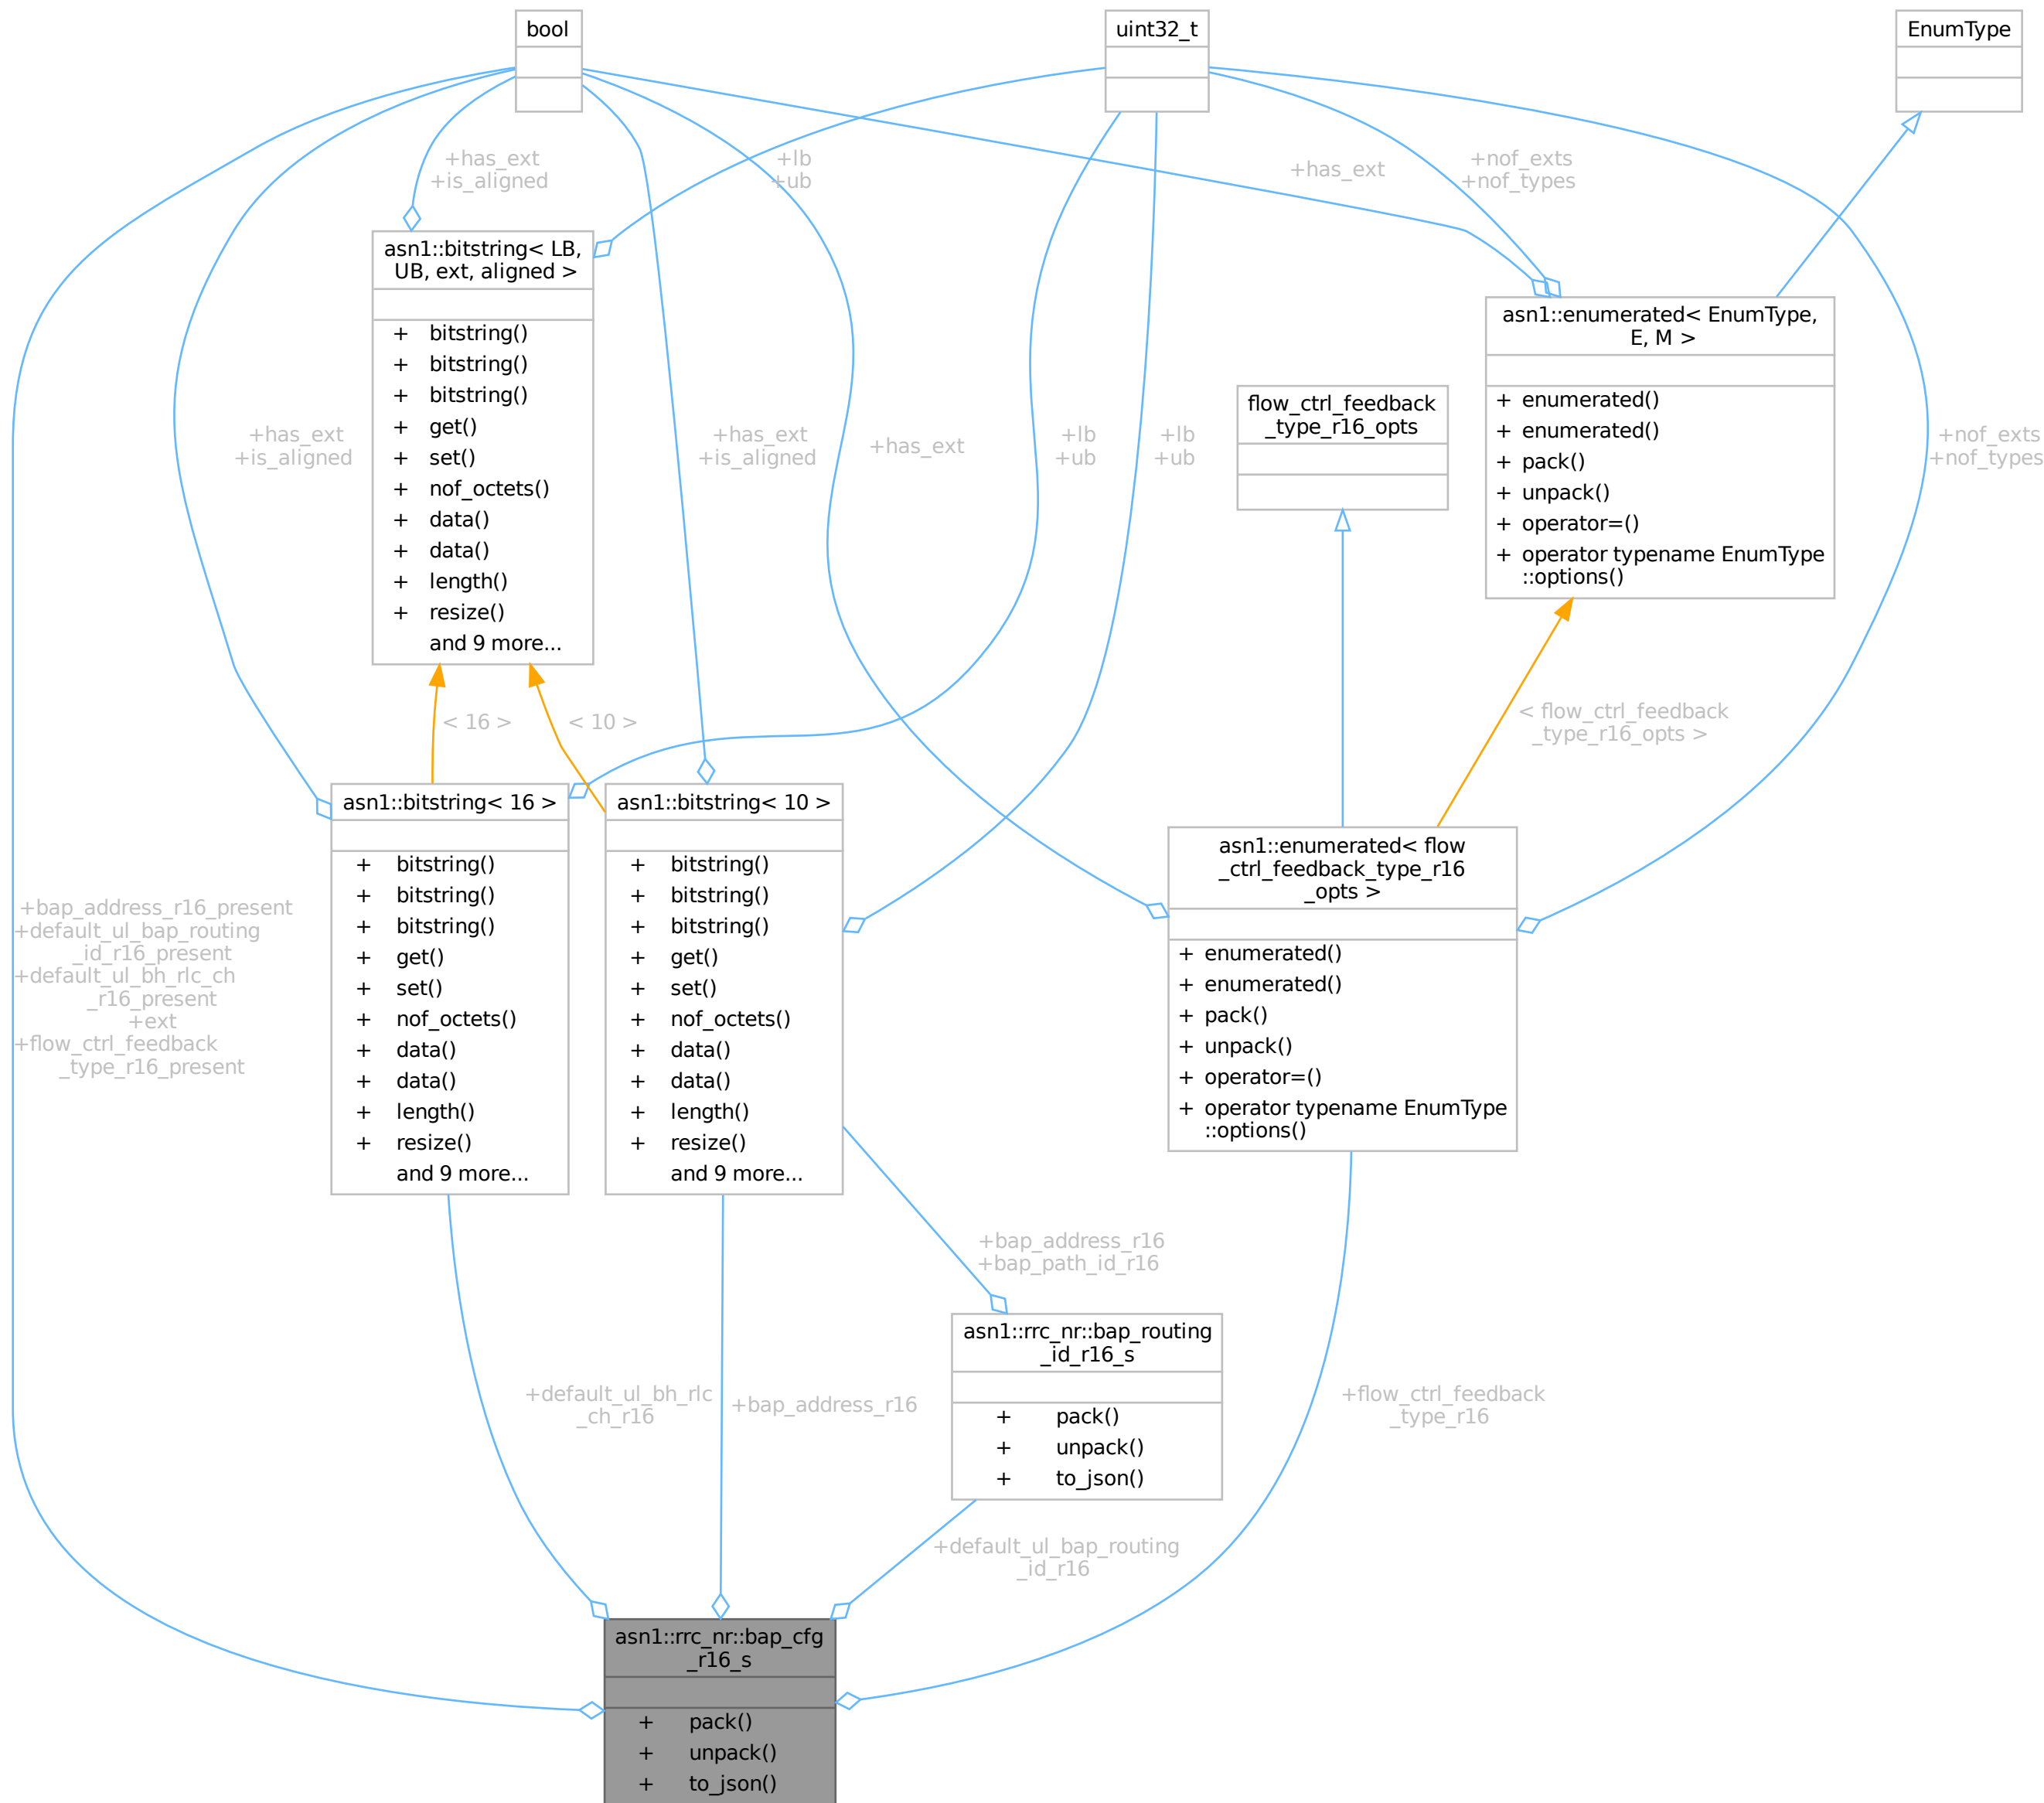 bool
uint32_t
EnumType
+has_ext
+is_aligned
+lb
+ub
+has_ext
+nof_exts
+nof_types
asn1::bitstring< LB,
UB, ext, aligned >
+ bitstring()
+ bitstring()
+ bitstring()
+ get()
+ set()
+ nof_octets()
+ data()
+ data()
+ length()
+ resize()
and 9 more...
asn1::enumerated< EnumType,
E, M >
+ enumerated()
+ enumerated()
+ pack()
+ unpack()
+ operator=()
+ operator typename EnumType
::options()
flow_ctrl_feedback
_type_r16_opts
+has_ext
+is_aligned
+has_ext
+is_aligned
+has_ext
+lb
+ub
+lb
+ub
+nof_exts
+nof_types
< 16 >
< 10 >
< flow_ctrl_feedback
_type_r16_opts >
asn1::bitstring< 16 >
+ bitstring()
+ bitstring()
+ bitstring()
+ get()
+ set()
+ nof_octets()
+ data()
+ data()
+ length()
+ resize()
and 9 more...
asn1::bitstring< 10 >
+ bitstring()
+ bitstring()
+ bitstring()
+ get()
+ set()
+ nof_octets()
+ data()
+ data()
+ length()
+ resize()
and 9 more...
asn1::enumerated< flow
_ctrl_feedback_type_r16
_opts >
+ enumerated()
+ enumerated()
+ pack()
+ unpack()
+ operator=()
+ operator typename EnumType
::options()
+bap_address_r16_present
+default_ul_bap_routing
_id_r16_present
+default_ul_bh_rlc_ch
_r16_present
+ext
+flow_ctrl_feedback
_type_r16_present
+bap_address_r16
+bap_path_id_r16
asn1::rrc_nr::bap_routing
_id_r16_s
+ pack()
+ unpack()
+ to_json()
+default_ul_bh_rlc
_ch_r16
+bap_address_r16
+flow_ctrl_feedback
_type_r16
+default_ul_bap_routing
_id_r16
asn1::rrc_nr::bap_cfg
_r16_s
+ pack()
+ unpack()
+ to_json()